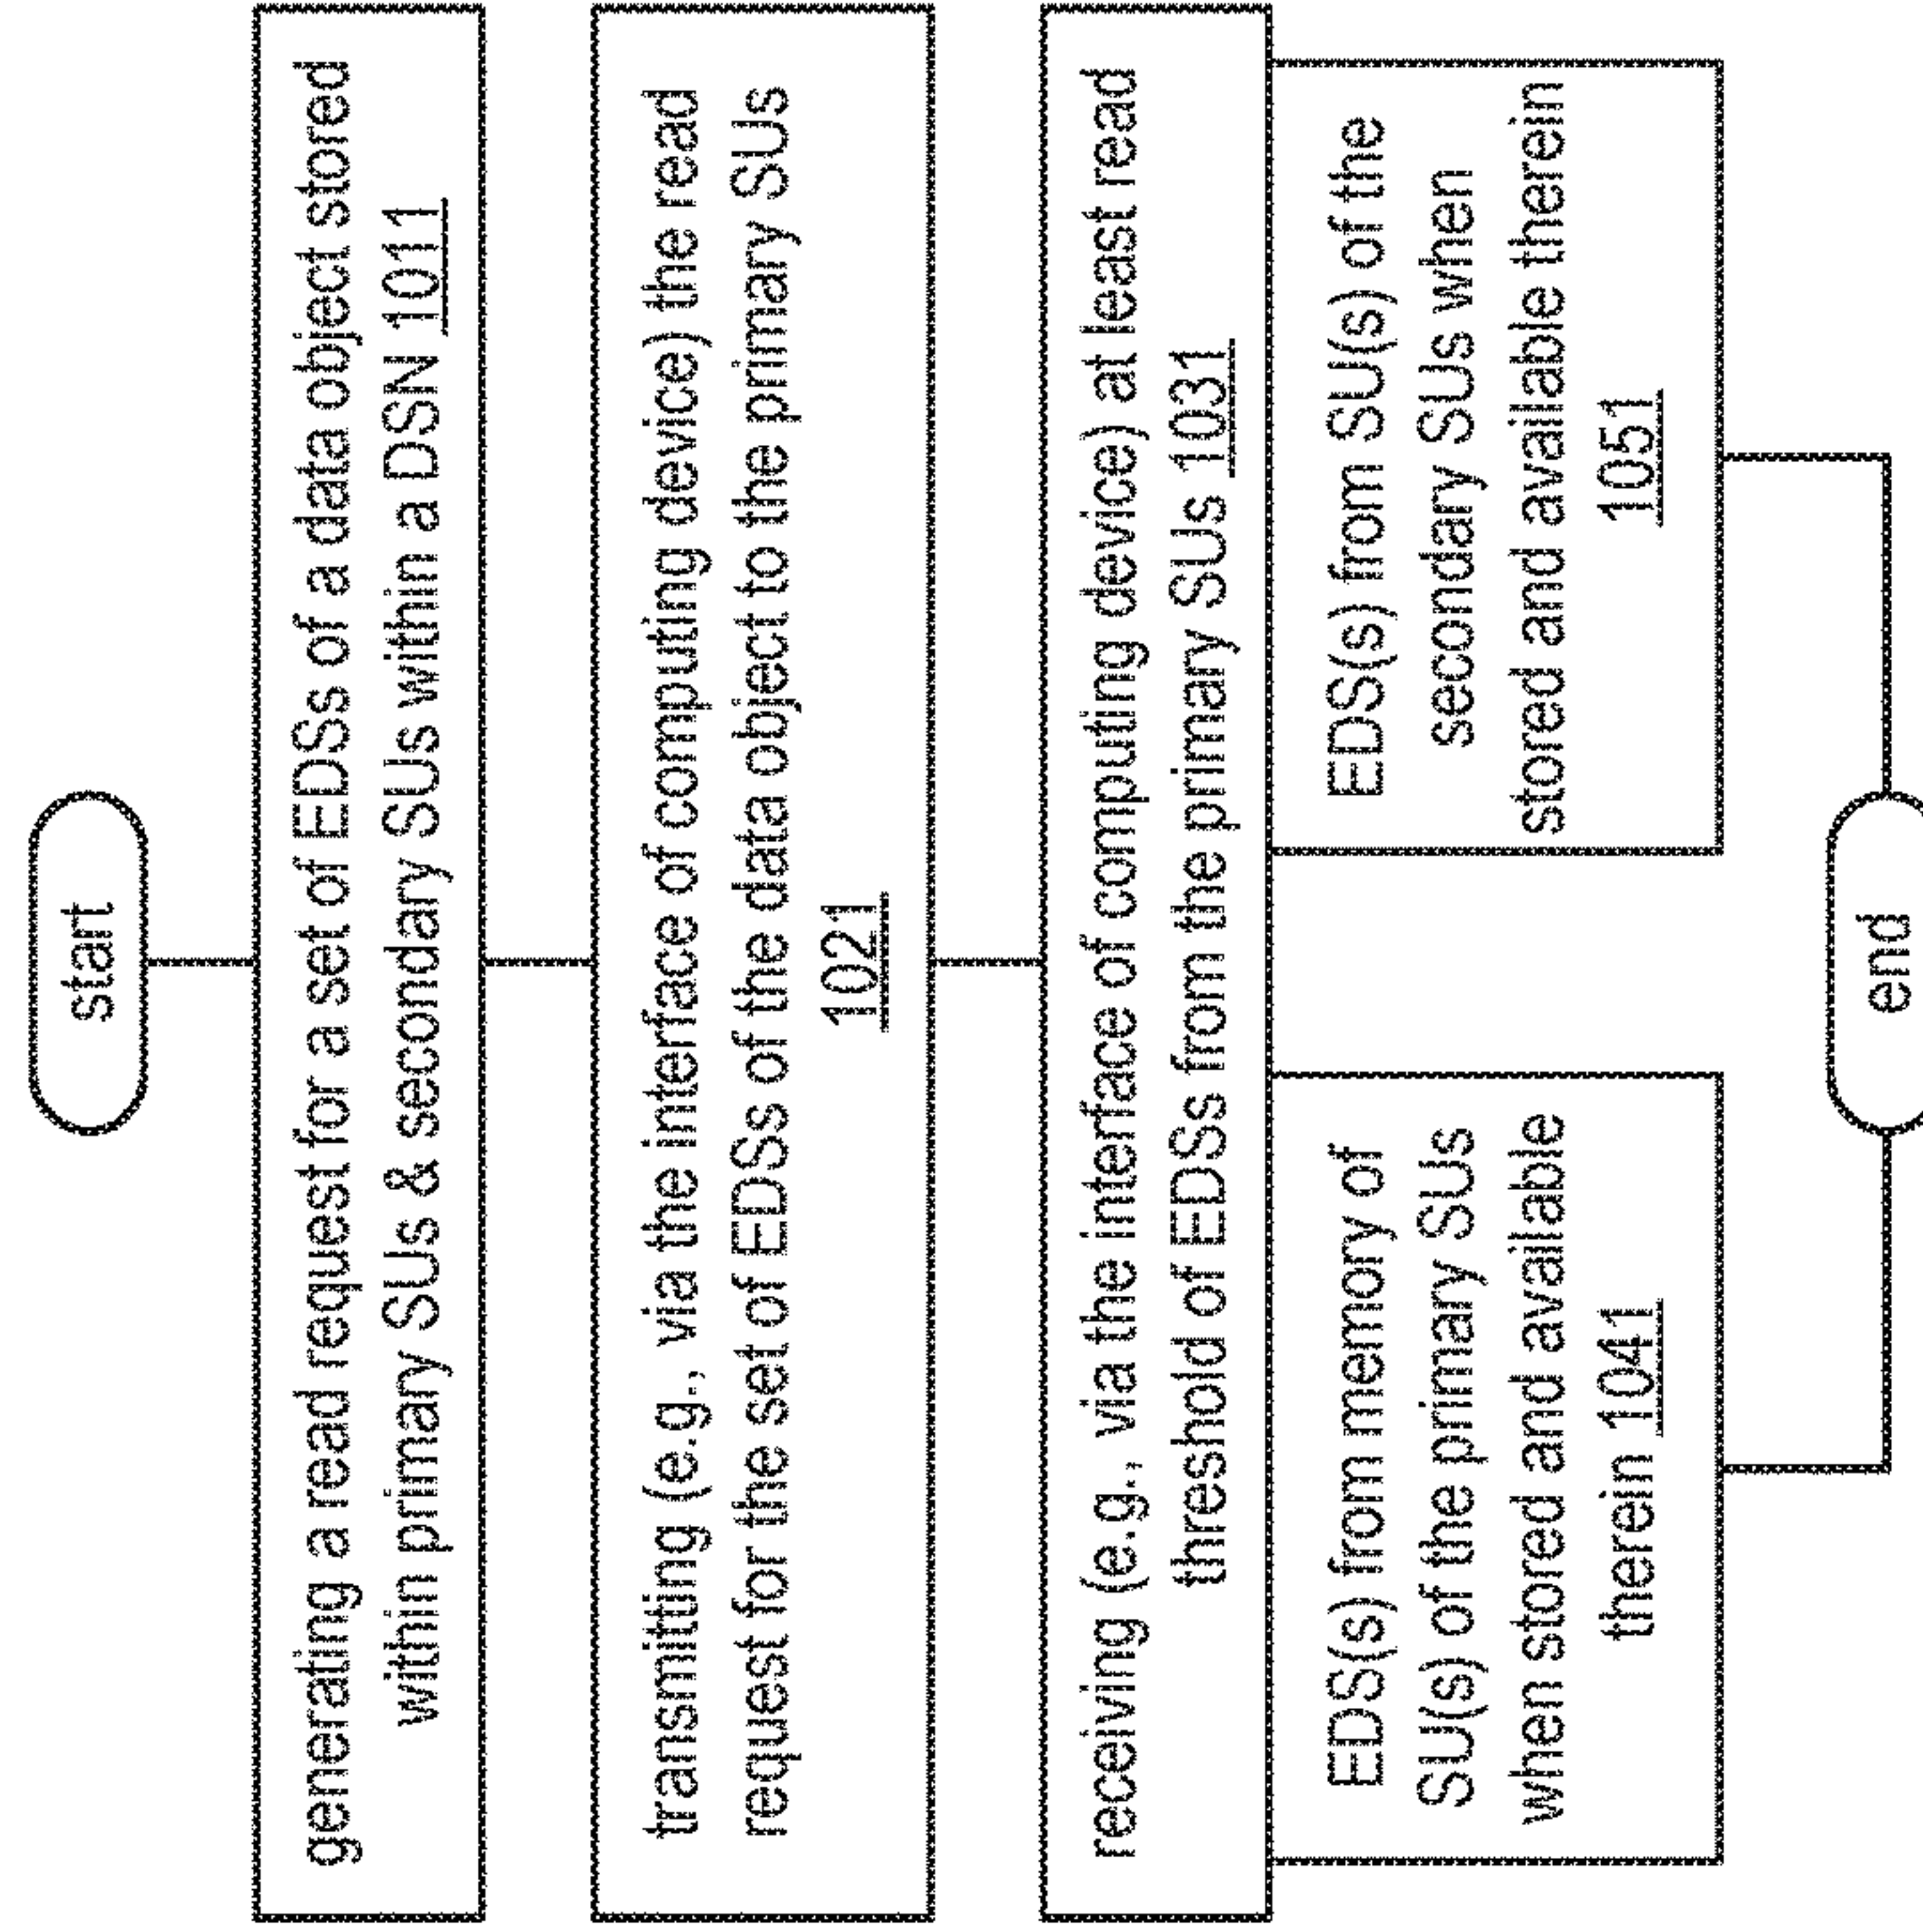 start
generating a read request for a set of EDSs of a data object stored
within primary SUs & secondary SUs within a DSN 1011
transmitting (e.g., via the interface of computing device) the read
request for the set of EDSs of the data object to the primary SUs
1021
receiving (e.g., via the interface of computing device) at least read
threshold of EDSs from the primary SUs 1031
EDS(s) from memory of
SU(s) of the primary SUs
when stored and available
therein 1041
EDS(s) from SU(s) of the
secondary SUs when
stored and available therein
1051
end